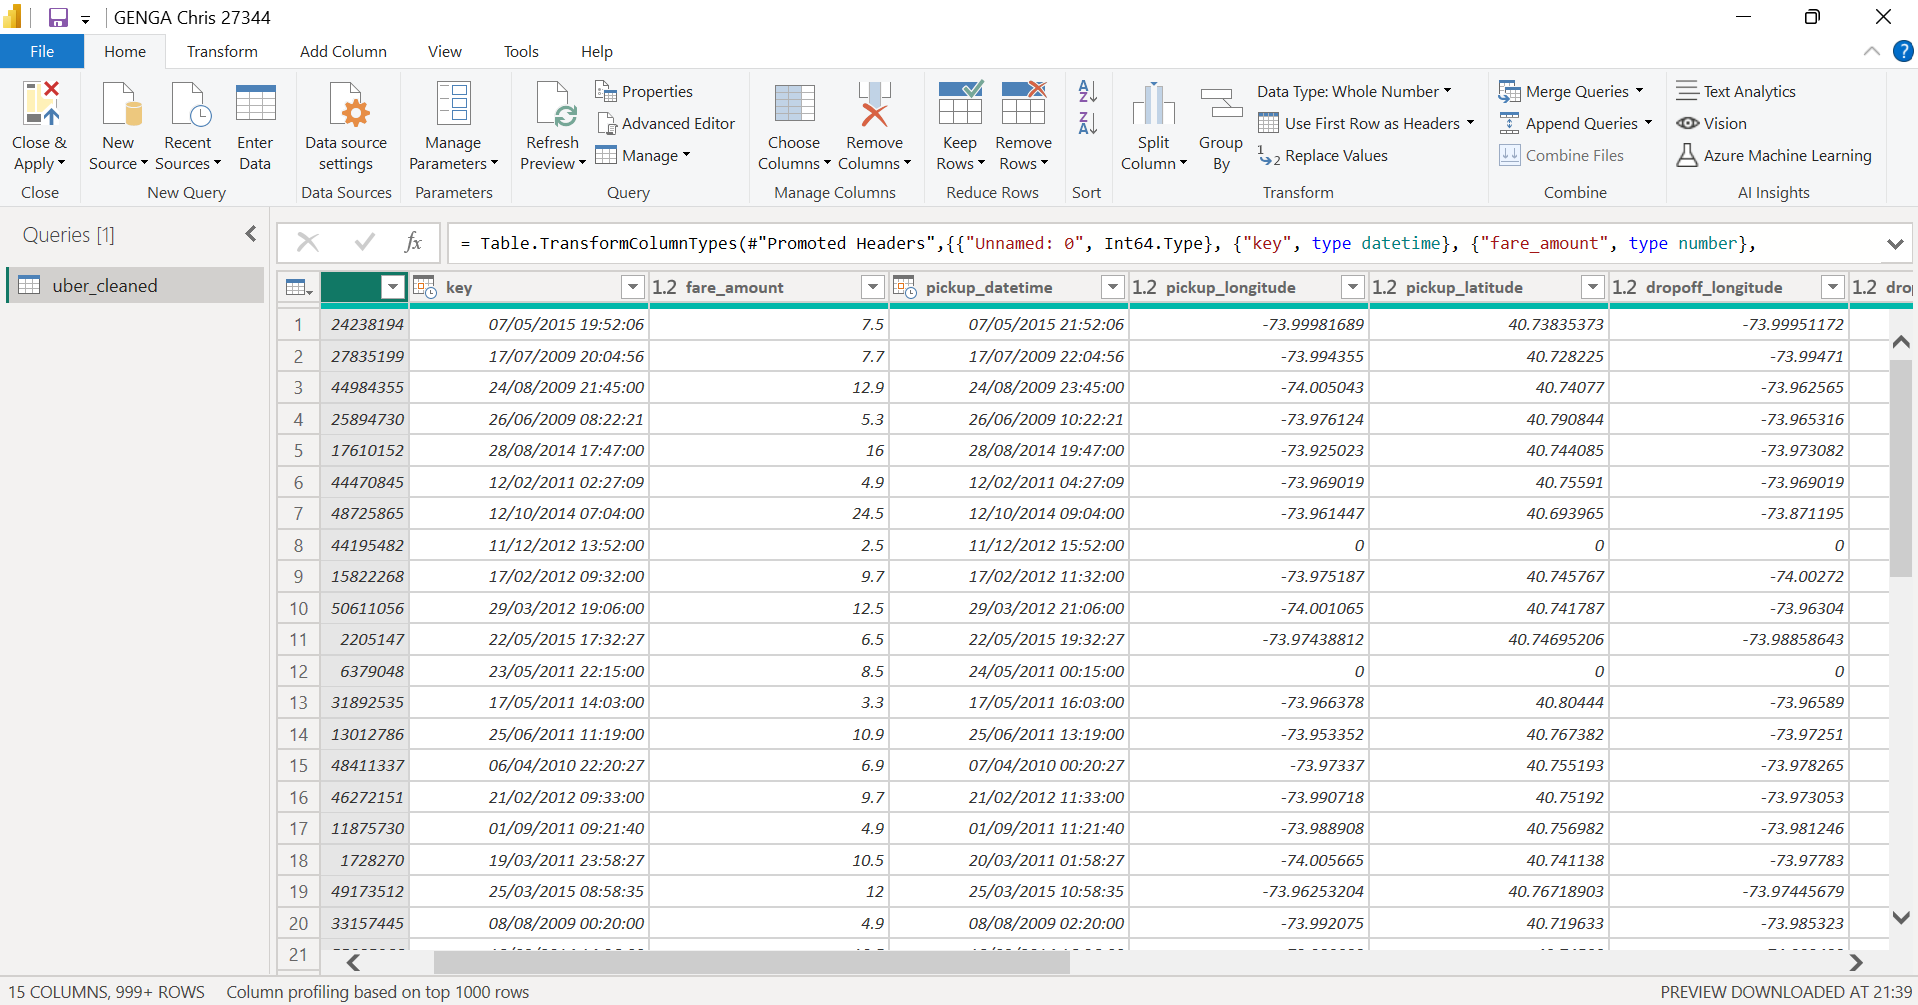 GENGA Chris 27344
File Home Transform Add Column View Tools Help
Close & Apply
New Source
Recent Sources
Enter Data
Data source settings
Manage Parameters
Refresh Preview
Properties
Advanced Editor
Manage
Choose Columns
Remove Columns
Keep Rows
Remove Rows
Split Column
Group By
Data Type: Whole Number
Use First Row as Headers
Replace Values
Merge Queries
Append Queries
Combine Files
Text Analytics
Vision
Azure Machine Learning
Close New Query Data Sources Parameters Query Manage Columns Reduce Rows Sort Transform Combine AI Insights
Queries [1]
uber_cleaned
fx = Table.TransformColumnTypes(#"Promoted Headers",{{"Unnamed: 0", Int64.Type}, {"key", type datetime}, {"fare_amount", type number},
key 1.2 fare_amount pickup_datetime 1.2 pickup_longitude 1.2 pickup_latitude 1.2 dropoff_longitude 1.2
1 24238194 07/05/2015 19:52:06 7.5 07/05/2015 21:52:06 -73.99981689 40.73835373 -73.99951172
2 27835199 17/07/2009 20:04:56 7.7 17/07/2009 22:04:56 -73.994355 40.728225 -73.99471
3 44984355 24/08/2009 21:45:00 12.9 24/08/2009 23:45:00 -74.005043 40.74077 -73.962565
4 25894730 26/06/2009 08:22:21 5.3 26/06/2009 10:22:21 -73.976124 40.790844 -73.965316
5 17610152 28/08/2014 17:47:00 16 28/08/2014 19:47:00 -73.925023 40.744085 -73.973082
6 44470845 12/02/2011 02:27:09 4.9 12/02/2011 04:27:09 -73.969019 40.75591 -73.969019
7 48725865 12/10/2014 07:04:00 24.5 12/10/2014 09:04:00 -73.961447 40.693965 -73.871195
8 44195482 11/12/2012 13:52:00 2.5 11/12/2012 15:52:00 0 0 0
9 15822268 17/02/2012 09:32:00 9.7 17/02/2012 11:32:00 -73.975187 40.745767 -74.00272
10 50611056 29/03/2012 19:06:00 12.5 29/03/2012 21:06:00 -74.001065 40.741787 -73.96304
11 2205147 22/05/2015 17:32:27 6.5 22/05/2015 19:32:27 -73.97438812 40.74695206 -73.98858643
12 6379048 23/05/2011 22:15:00 8.5 24/05/2011 00:15:00 0 0 0
13 31892535 17/05/2011 14:03:00 3.3 17/05/2011 16:03:00 -73.966378 40.80444 -73.96589
14 13012786 25/06/2011 11:19:00 10.9 25/06/2011 13:19:00 -73.953352 40.767382 -73.97251
15 48411337 06/04/2010 22:20:27 6.9 07/04/2010 00:20:27 -73.97337 40.755193 -73.978265
16 46272151 21/02/2012 09:33:00 9.7 21/02/2012 11:33:00 -73.990718 40.75192 -73.973053
17 11875730 01/09/2011 09:21:40 4.9 01/09/2011 11:21:40 -73.988908 40.756982 -73.981246
18 1728270 19/03/2011 23:58:27 10.5 20/03/2011 01:58:27 -74.005665 40.741138 -73.97783
19 49173512 25/03/2015 08:58:35 12 25/03/2015 10:58:35 -73.96253204 40.76718903 -73.97445679
20 33157445 08/08/2009 00:20:00 4.9 08/08/2009 02:20:00 -73.992075 40.719633 -73.985323
21
15 COLUMNS, 999+ ROWS Column profiling based on top 1000 rows PREVIEW DOWNLOADED AT 21:39